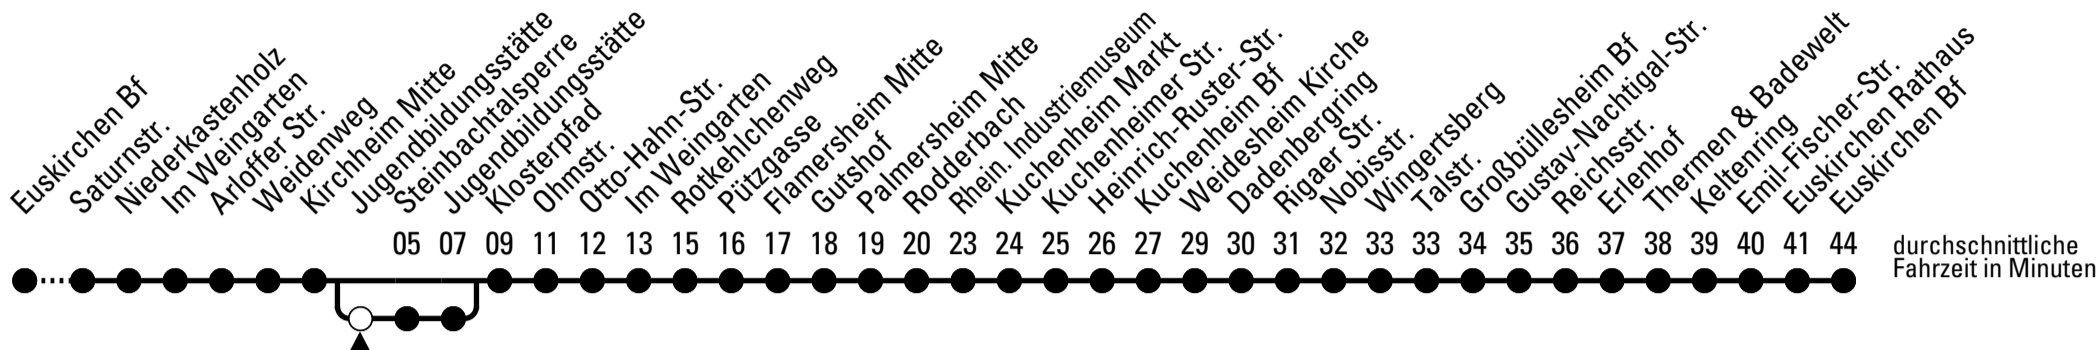 Euskirchen Bf
Saturnstr.
Niederkastenholz
Im Weingarten
Arloffer Str.
Weidenweg
Kirchheim Mitte
Jugendbildungsstätte
Steinbachtalsperre
Jugendbildungsstätte
Klosterpfad
Ohmstr.
Otto-Hahn-Str.
Im Weingarten
Rotkehlchenweg
Pützgasse
Flamersheim Mitte
Gutshof
Palmersheim Mitte
Rodderbach
Rhein. Industriemuseum
Kuchenheim Markt
Kuchenheimer Str.
Heinrich-Ruster-Str.
Kuchenheim Bf
Weidesheim Kirche
Dadenbergring
Rigaer Str.
Nobisstr.
Wingertsberg
Talstr.
Großbüllesheim Bf
Gustav-Nachtigal-Str.
Reichsstr.
Erlenhof
Thermen & Badewelt
Keltenring
Emil-Fischer-Str.
Euskirchen Rathaus
Euskirchen Bf
05 07 09 11 12 13 15 16 17 18 19 20 23 24 25 26 27 29 30 31 32 33 33 34 35 36 37 38 39 40 41 44
durchschnittliche
Fahrzeit in Minuten